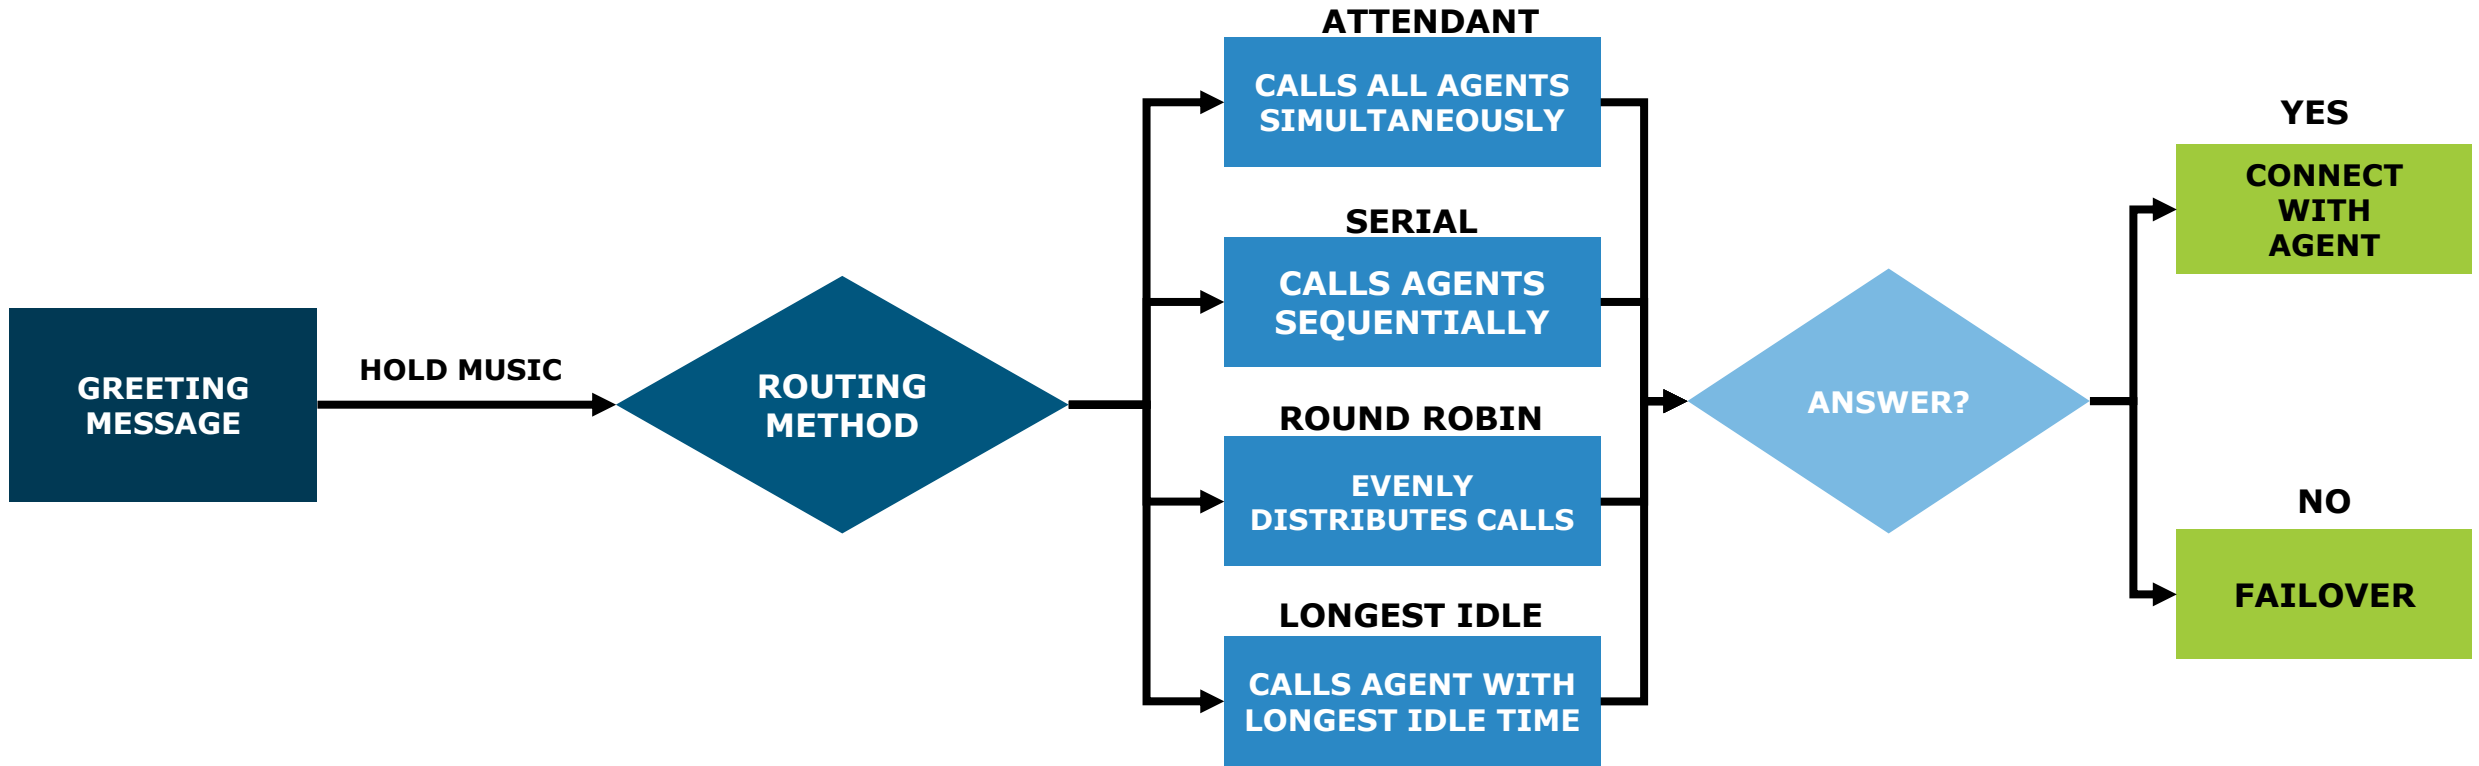 GREETING
MESSAGE
HOLD MUSIC
ROUTING
METHOD
ATTENDANT
CALLS ALL AGENTS
SIMULTANEOUSLY
SERIAL
CALLS AGENTS
SEQUENTIALLY
ROUND ROBIN
EVENLY
DISTRIBUTES CALLS
LONGEST IDLE
CALLS AGENT WITH
LONGEST IDLE TIME
ANSWER?
YES
CONNECT
WITH
AGENT
NO
FAILOVER